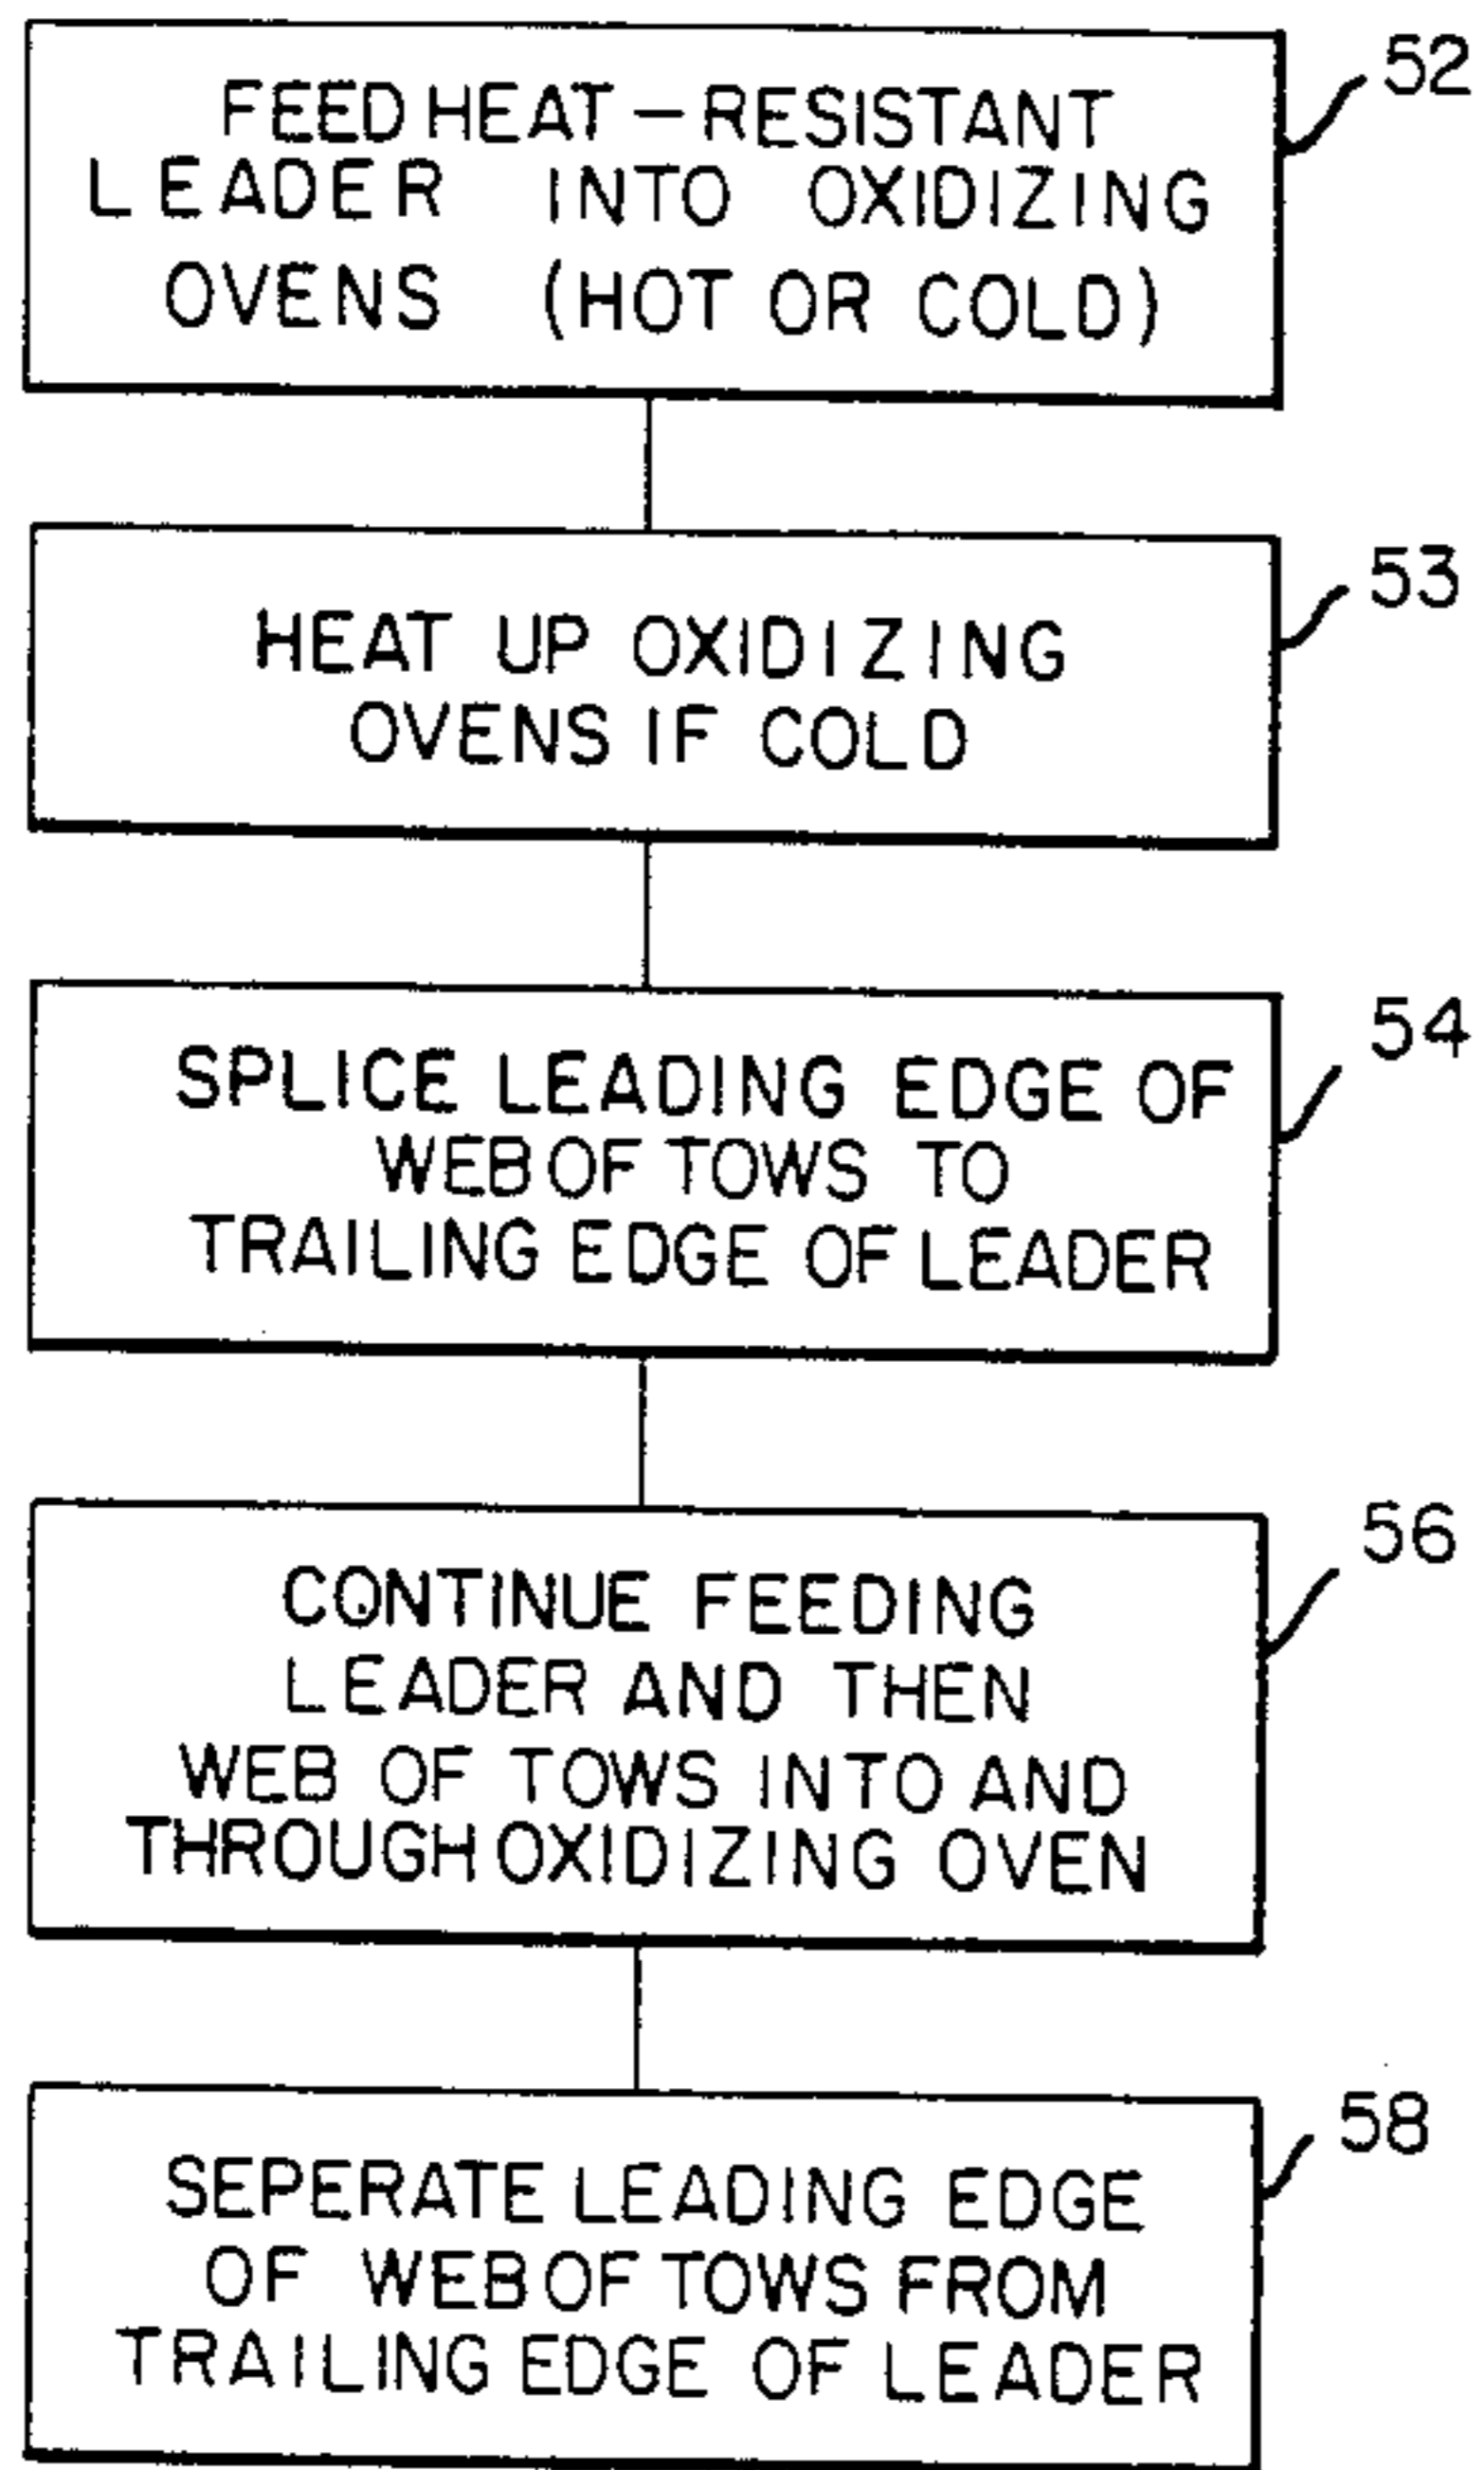 FEED HEAT-RESISTANT
LEADER INTO OXIDIZING
OVENS (HOT OR COLD)
52
HEAT UP OXIDIZING
OVENS IF COLD
53
SPLICE LEADING EDGE OF
WEB OF TOWS TO
TRAILING EDGE OF LEADER
54
CONTINUE FEEDING
LEADER AND THEN
WEB OF TOWS INTO AND
THROUGH OXIDIZING OVEN
56
SEPERATE LEADING EDGE
OF WEB OF TOWS FROM
TRAILING EDGE OF LEADER
58